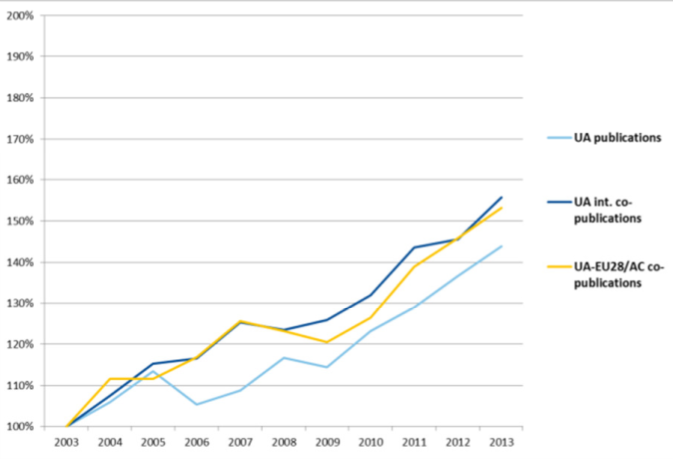 200%
190%
180%
170%
160%
150%
140%
130%
120%
110%
100%
2003 2004 2005 2006 2007 2008 2009 2010 2011 2012 2013
UA publications
UA int. co-
publications
UA-EU28/AC co-
publications